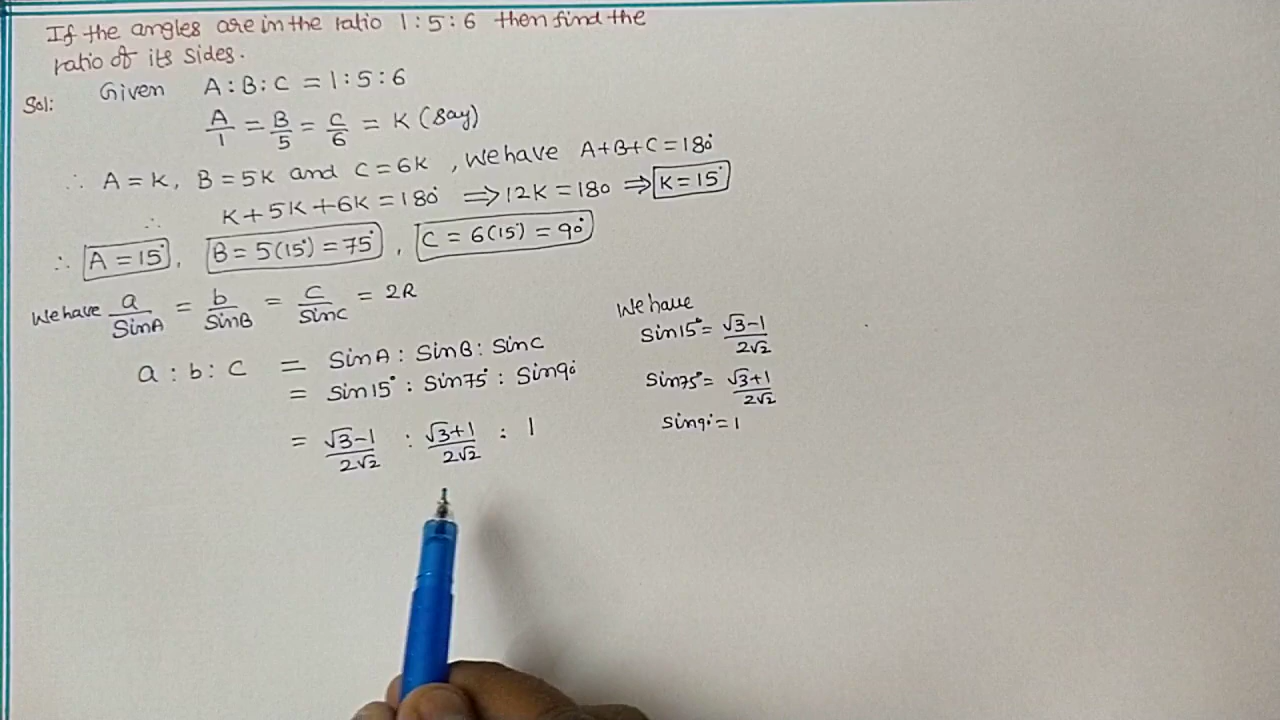 If the angles are in the ratio 1 : 5 : 6 then find the
ratio of its sides.
Sol: Given A : B : C = 1 : 5 : 6
A/1 = B/5 = C/6 = K (Say)
∴ A = K, B = 5K and C = 6K , We have A+B+C = 180°
∴ K + 5K + 6K = 180° ⟹ 12K = 180 ⟹ K = 15°
∴ A = 15° , B = 5(15°) = 75° , C = 6(15°) = 90°
We have a/SinA = b/SinB = c/SinC = 2R
a : b : c = SinA : SinB : SinC
= Sin15° : Sin75° : Sin90°
= √3-1/2√2 : √3+1/2√2 : 1
We have
Sin15° = √3-1/2√2
Sin75° = √3+1/2√2
Sin90° = 1